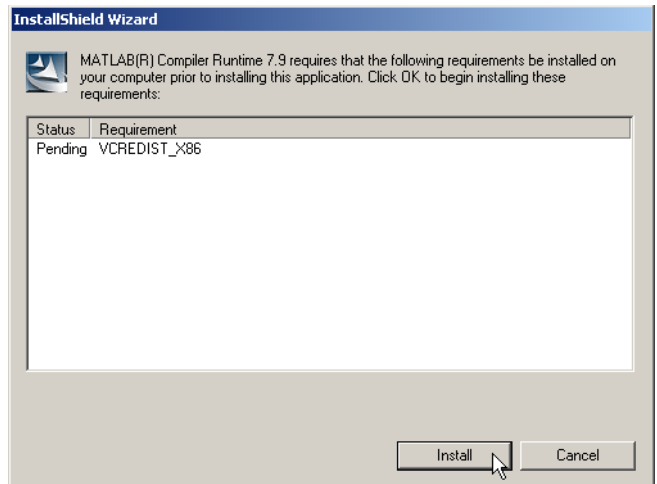 InstallShield Wizard
MATLAB(R) Compiler Runtime 7.9 requires that the following requirements be installed on
your computer prior to installing this application. Click OK to begin installing these
requirements:
Status Requirement
Pending VCREDIST_X86
Install Cancel